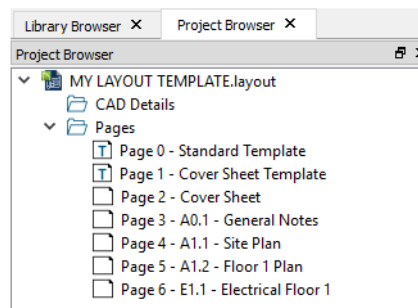 Library Browser Project Browser
Project Browser
MY LAYOUT TEMPLATE.layout
CAD Details
Pages
T Page 0 - Standard Template
T Page 1 - Cover Sheet Template
Page 2 - Cover Sheet
Page 3 - A0.1 - General Notes
Page 4 - A1.1 - Site Plan
Page 5 - A1.2 - Floor 1 Plan
Page 6 - E1.1 - Electrical Floor 1